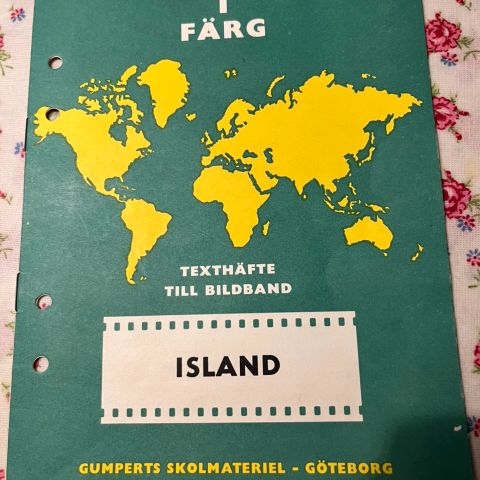 I
FÄRG
TEXTHÄFTE
TILL BILDBAND
ISLAND
GUMPERTS SKOLMATERIEL - GÖTEBORG